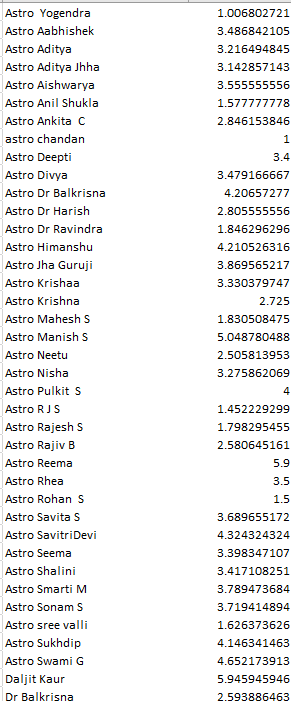 Astro  Yogendra 1.006802721
Astro Aabhishek 3.486842105
Astro Aditya 3.216494845
Astro Aditya Jhha 3.142857143
Astro Aishwarya 3.555555556
Astro Anil Shukla 1.577777778
Astro Ankita  C 2.846153846
astro chandan 1
Astro Deepti 3.4
Astro Divya 3.479166667
Astro Dr Balkrisna 4.20657277
Astro Dr Harish 2.805555556
Astro Dr Ravindra 1.846296296
Astro Himanshu 4.210526316
Astro Jha Guruji 3.869565217
Astro Krishaa 3.330379747
Astro Krishna 2.725
Astro Mahesh S 1.830508475
Astro Manish S 5.048780488
Astro Neetu 2.505813953
Astro Nisha 3.275862069
Astro Pulkit  S 4
Astro R J S 1.452229299
Astro Rajesh S 1.798295455
Astro Rajiv B 2.580645161
Astro Reema 5.9
Astro Rhea 3.5
Astro Rohan  S 1.5
Astro Savita S 3.689655172
Astro SavitriDevi 4.324324324
Astro Seema 3.398347107
Astro Shalini 3.417108251
Astro Smarti M 3.789473684
Astro Sonam S 3.719414894
Astro sree valli 1.626373626
Astro Sukhdip 4.146341463
Astro Swami G 4.652173913
Daljit Kaur 5.945945946
Dr Balkrisna 2.593886463